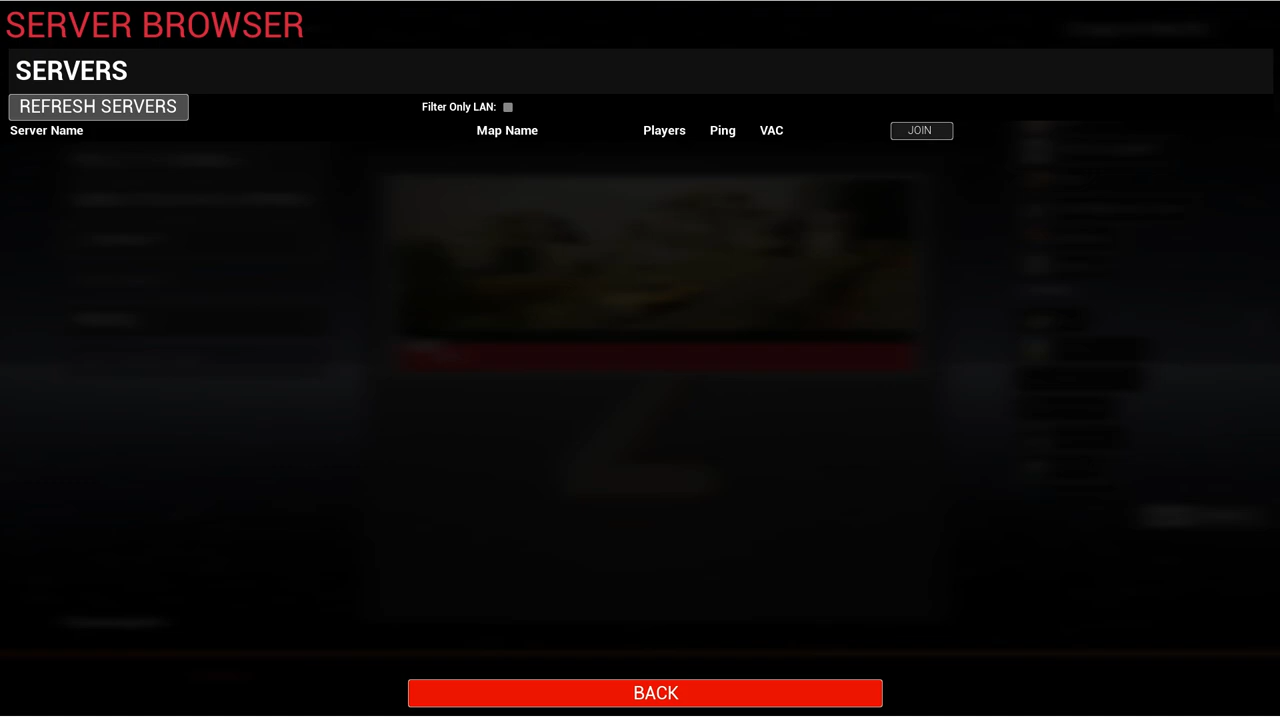 SERVER BROWSER
SERVERS
REFRESH SERVERS
Filter Only LAN:
Server Name Map Name Players Ping VAC JOIN
BACK